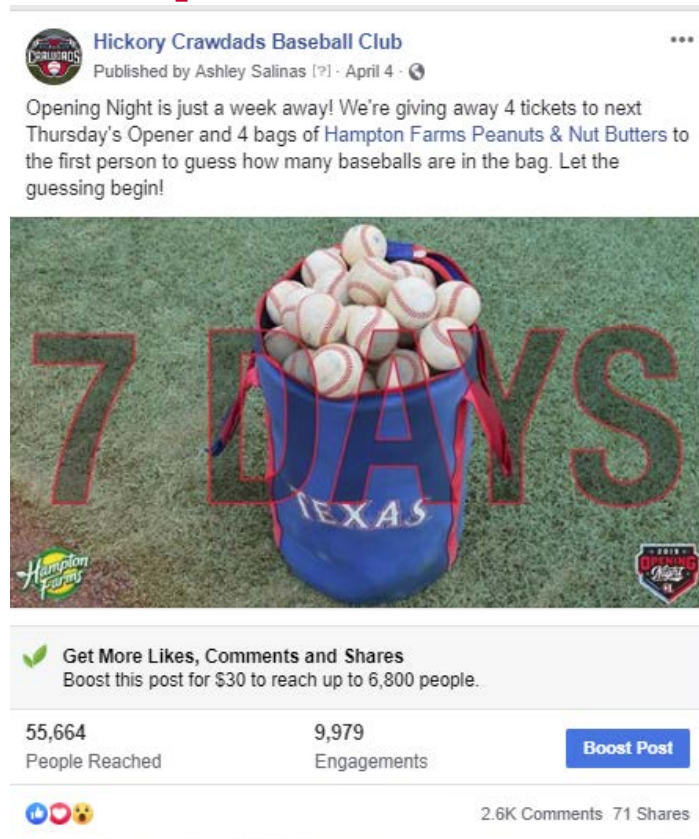 Hickory Crawdads Baseball Club
Published by Ashley Salinas [?] · April 4 ·
Opening Night is just a week away! We're giving away 4 tickets to next
Thursday's Opener and 4 bags of Hampton Farms Peanuts & Nut Butters to
the first person to guess how many baseballs are in the bag. Let the
guessing begin!
CRAWDADS
7 DAYS
TEXAS
Hampton
Farms
2019
OPENING
Night
Get More Likes, Comments and Shares
Boost this post for $30 to reach up to 6,800 people.
55,664
9,979
People Reached
Engagements
Boost Post
2.6K Comments 71 Shares